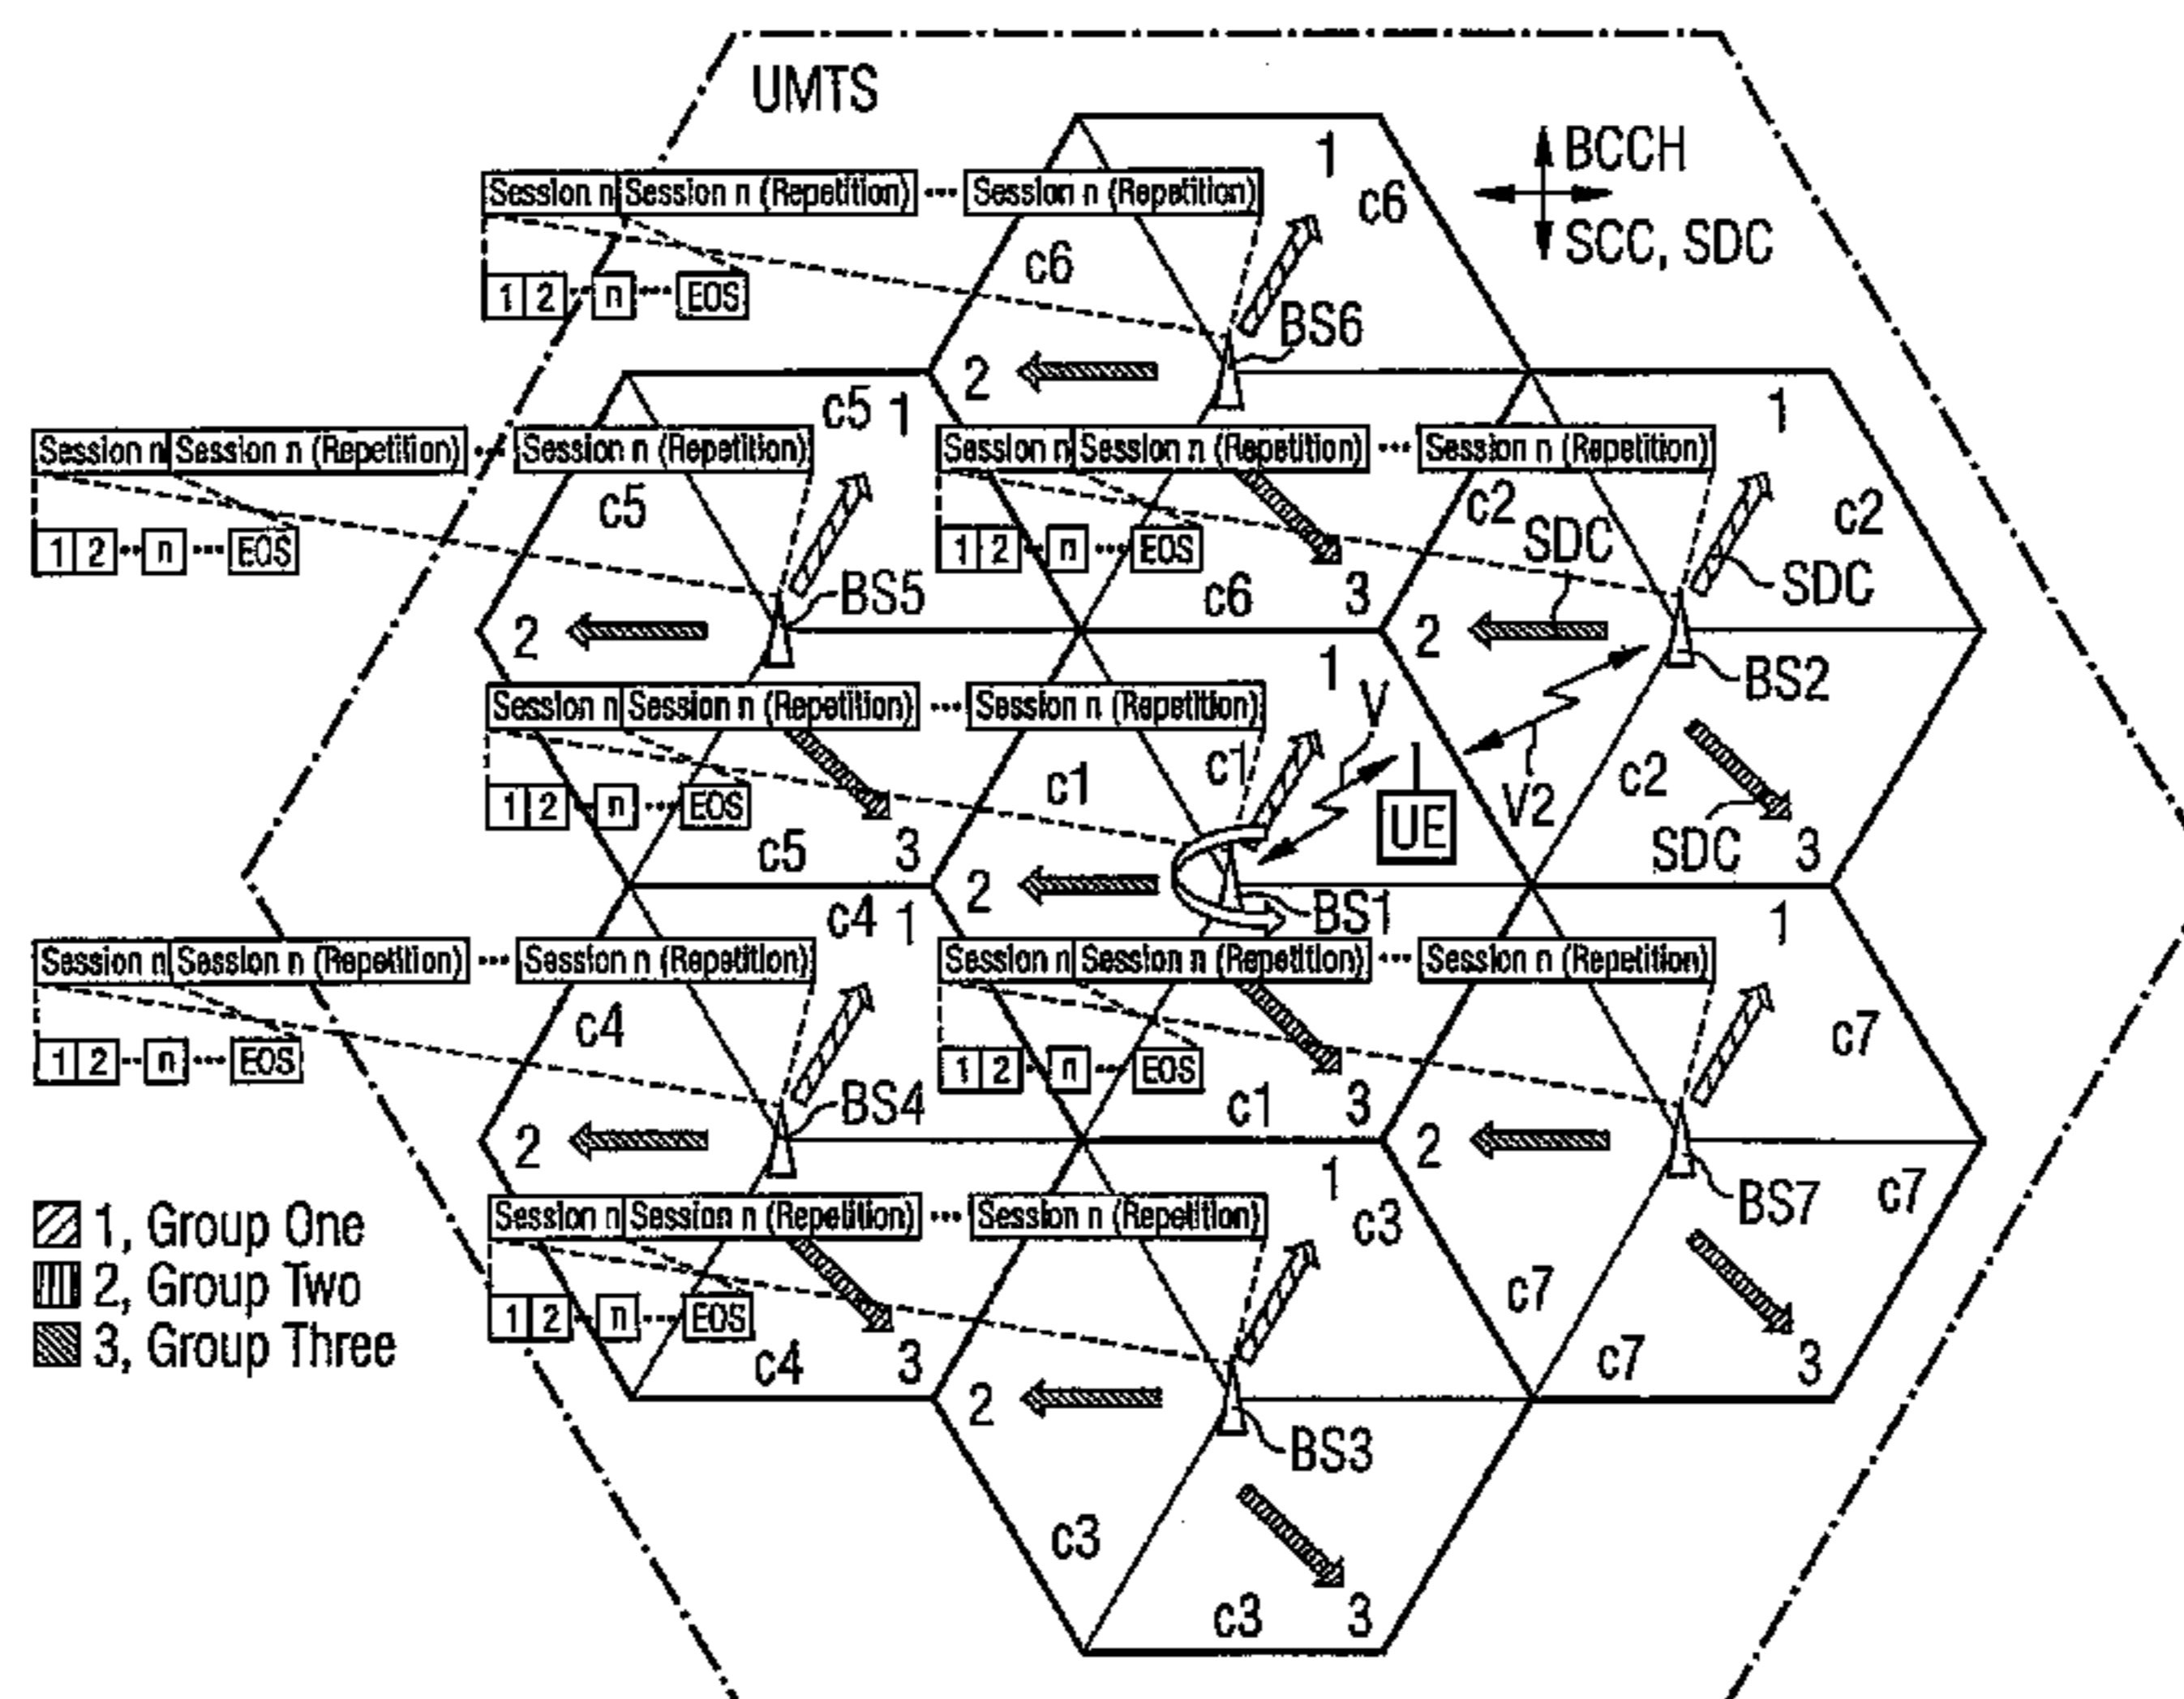 UMTS
1
BCCH
c6
Session n Session n (Repetition) ... Session n (Repetition)
SCC, SDC
c6
1 2 ·· n ··· EOS
BS6
2
c5 1
1
Session n Session n (Repetition) ... Session n (Repetition)
Session n Session n (Repetition) ... Session n (Repetition)
c5
c2
SDC
c2
1 2 ·· n ··· EOS
1 2 ·· n ··· EOS
BS5
c6
3
SDC
2
2
BS2
1
Session n Session n (Repetition) ... Session n (Repetition)
V
c1
c1
c2
1 2 ·· n ··· EOS
UE
V2
c5
3
SDC
3
2
BS1
c4 1
1
Session n Session n (Repetition) ... Session n (Repetition)
Session n Session n (Repetition) ... Session n (Repetition)
c4
c7
1 2 ·· n ··· EOS
1 2 ·· n ··· EOS
BS4
c1
3
2
2
1
c7
BS7
Session n Session n (Repetition) ... Session n (Repetition)
c3
1, Group One
2, Group Two
3, Group Three
1 2 ·· n ··· EOS
c7
c4
3
c7
3
2
BS3
c3
c3
3